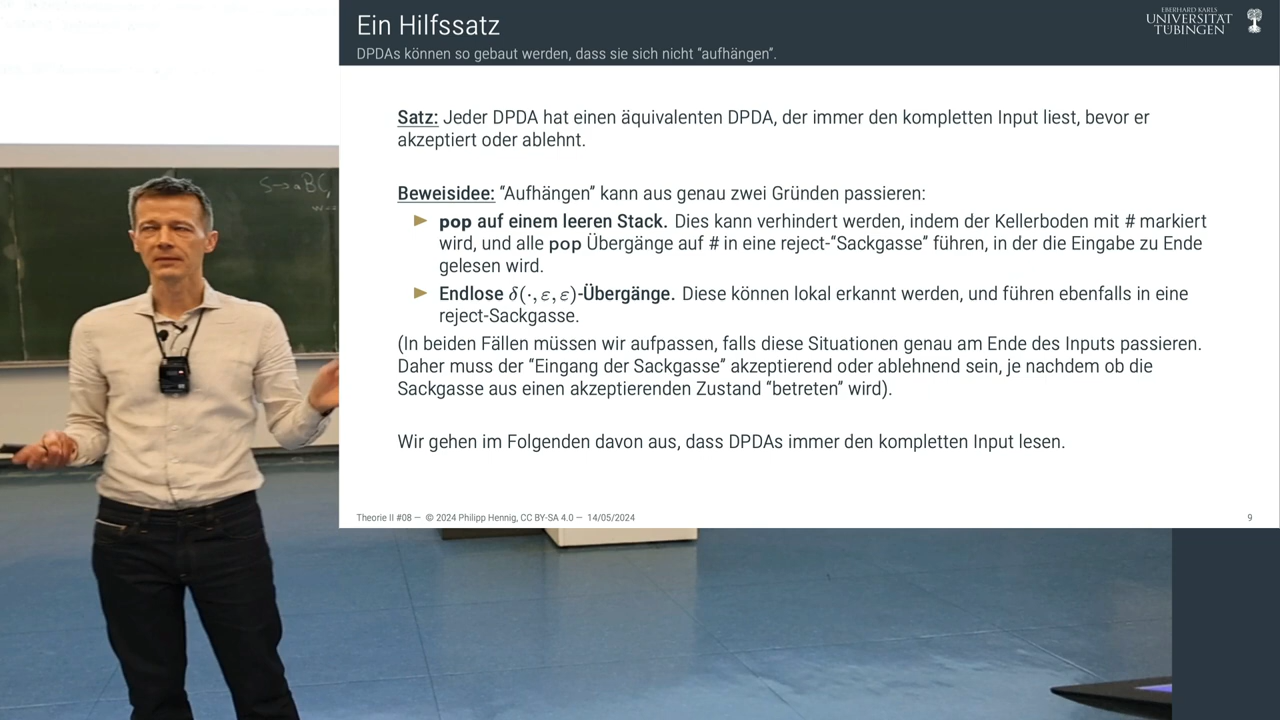 Ein Hilfssatz
DPDAs können so gebaut werden, dass sie sich nicht “aufhängen”.
EBERHARD KARLS
UNIVERSITÄT
TÜBINGEN
Satz: Jeder DPDA hat einen äquivalenten DPDA, der immer den kompletten Input liest, bevor er
akzeptiert oder ablehnt.
Beweisidee: “Aufhängen” kann aus genau zwei Gründen passieren:
pop auf einem leeren Stack. Dies kann verhindert werden, indem der Kellerboden mit # markiert
wird, und alle pop Übergänge auf # in eine reject-“Sackgasse” führen, in der die Eingabe zu Ende
gelesen wird.
Endlose δ(·, ε, ε)-Übergänge. Diese können lokal erkannt werden, und führen ebenfalls in eine
reject-Sackgasse.
(In beiden Fällen müssen wir aufpassen, falls diese Situationen genau am Ende des Inputs passieren.
Daher muss der “Eingang der Sackgasse” akzeptierend oder ablehnend sein, je nachdem ob die
Sackgasse aus einen akzeptierenden Zustand “betreten” wird).
Wir gehen im Folgenden davon aus, dass DPDAs immer den kompletten Input lesen.
Theorie II #08 — © 2024 Philipp Hennig, CC BY-SA 4.0 — 14/05/2024
9
S→aBC